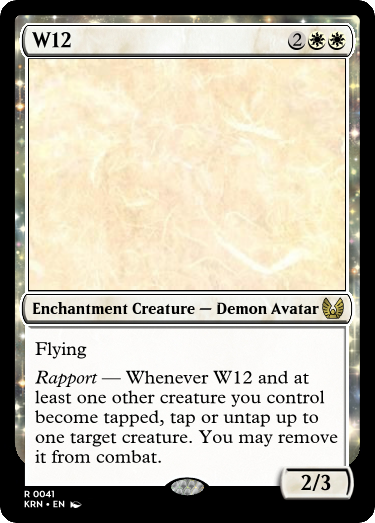 W12 2
Enchantment Creature — Demon Avatar
Flying
Rapport — Whenever W12 and at
least one other creature you control
become tapped, tap or untap up to
one target creature. You may remove
it from combat.
2/3
R 0041
KRN • EN